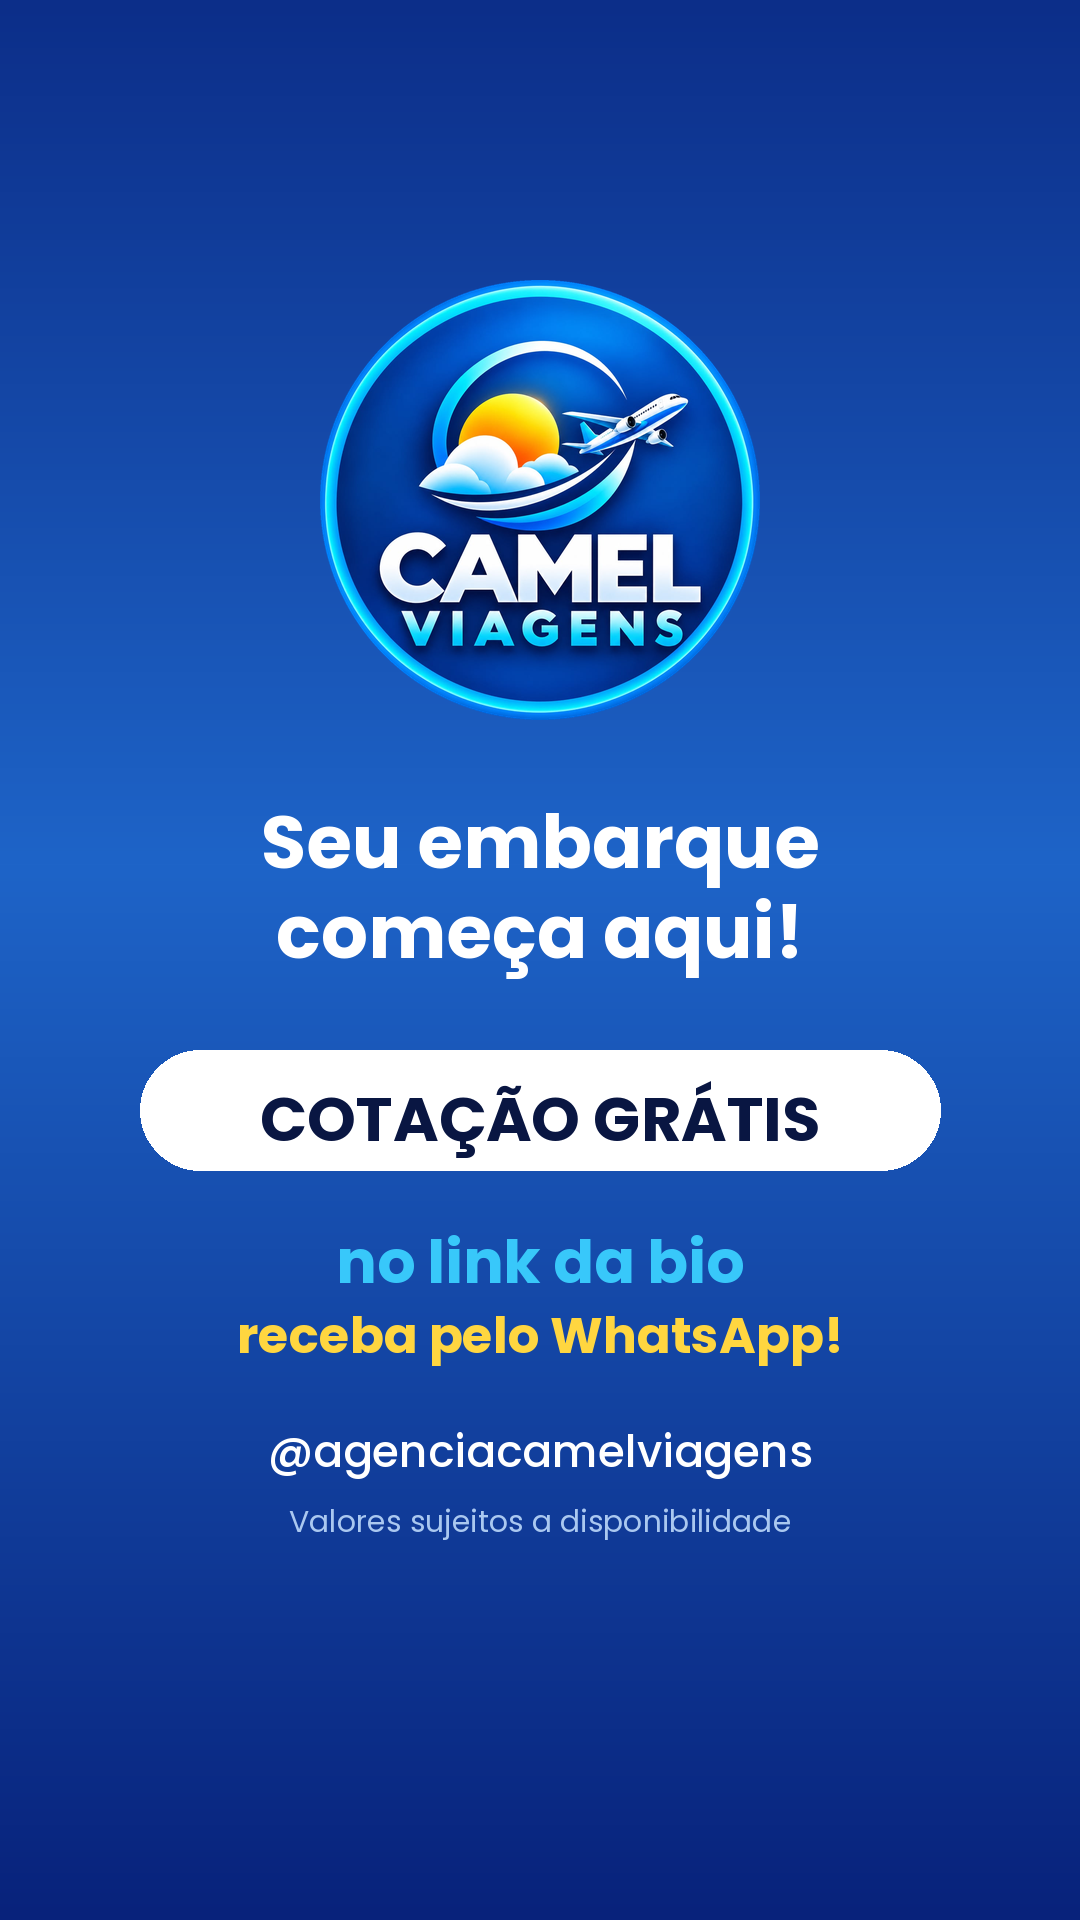 CAMEL
VIAGENS
Seu embarque
começa aqui!
COTAÇÃO GRÁTIS
no link da bio
receba pelo WhatsApp!
@agenciacamelviagens
Valores sujeitos a disponibilidade